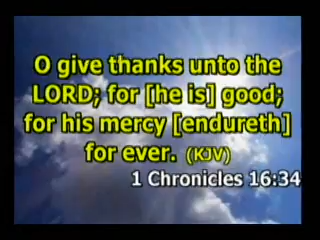 O give thanks unto the
LORD; for [he is] good;
for his mercy [endureth]
for ever. (KJV)
1 Chronicles 16:34